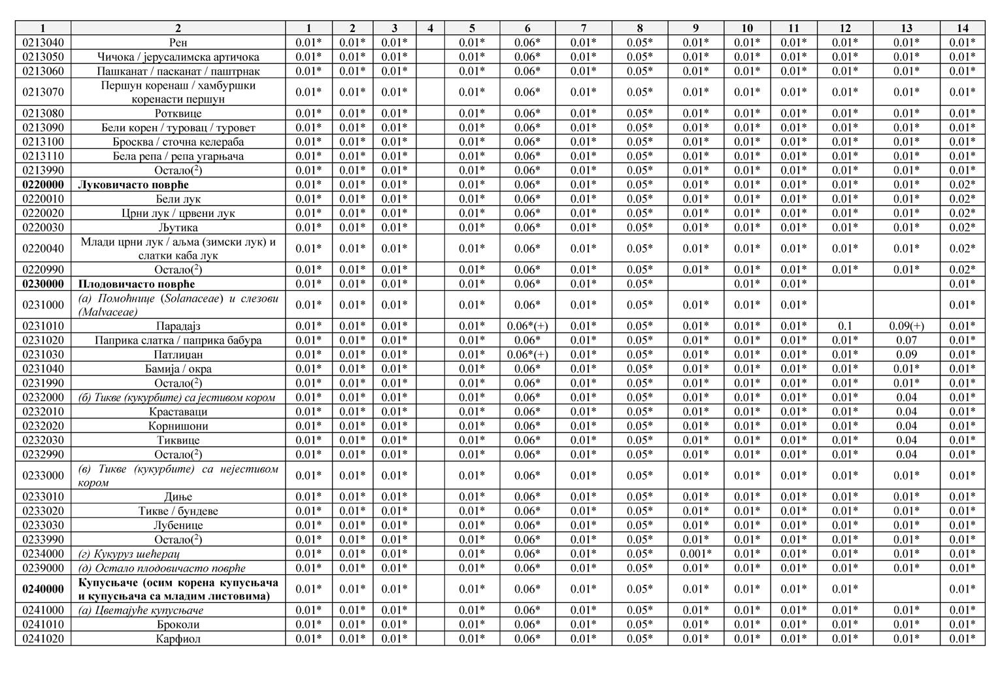 1 2 1 2 3 4 5 6 7 8 9 10 11 12 13 14
0213040 Рен 0.01* 0.01* 0.01* 0.01* 0.06* 0.01* 0.05* 0.01* 0.01* 0.01* 0.01* 0.01* 0.01*
0213050 Чичока / јерусалимска артичока 0.01* 0.01* 0.01* 0.01* 0.06* 0.01* 0.05* 0.01* 0.01* 0.01* 0.01* 0.01* 0.01*
0213060 Пашканат / пасканат / паштрнак 0.01* 0.01* 0.01* 0.01* 0.06* 0.01* 0.05* 0.01* 0.01* 0.01* 0.01* 0.01* 0.01*
Першун коренаш / хамбуршки
0213070 коренасти першун 0.01* 0.01* 0.01* 0.01* 0.06* 0.01* 0.05* 0.01* 0.01* 0.01* 0.01* 0.01* 0.01*
0213080 Ротквице 0.01* 0.01* 0.01* 0.01* 0.06* 0.01* 0.05* 0.01* 0.01* 0.01* 0.01* 0.01* 0.01*
0213090 Бели корен / туровац / туровет 0.01* 0.01* 0.01* 0.01* 0.06* 0.01* 0.05* 0.01* 0.01* 0.01* 0.01* 0.01* 0.01*
0213100 Бросква / сточна келераба 0.01* 0.01* 0.01* 0.01* 0.06* 0.01* 0.05* 0.01* 0.01* 0.01* 0.01* 0.01* 0.01*
0213110 Бела репа / репа угарњача 0.01* 0.01* 0.01* 0.01* 0.06* 0.01* 0.05* 0.01* 0.01* 0.01* 0.01* 0.01* 0.01*
0213990 Остало(²) 0.01* 0.01* 0.01* 0.01* 0.06* 0.01* 0.05* 0.01* 0.01* 0.01* 0.01* 0.01* 0.01*
0220000 Луковичасто поврће 0.01* 0.01* 0.01* 0.01* 0.06* 0.01* 0.05* 0.01* 0.01* 0.01* 0.01* 0.01* 0.02*
0220010 Бели лук 0.01* 0.01* 0.01* 0.01* 0.06* 0.01* 0.05* 0.01* 0.01* 0.01* 0.01* 0.01* 0.02*
0220020 Црни лук / црвени лук 0.01* 0.01* 0.01* 0.01* 0.06* 0.01* 0.05* 0.01* 0.01* 0.01* 0.01* 0.01* 0.02*
0220030 Љутика 0.01* 0.01* 0.01* 0.01* 0.06* 0.01* 0.05* 0.01* 0.01* 0.01* 0.01* 0.01* 0.02*
Млади црни лук / аљма (зимски лук) и
0220040 слатки каба лук 0.01* 0.01* 0.01* 0.01* 0.06* 0.01* 0.05* 0.01* 0.01* 0.01* 0.01* 0.01* 0.02*
0220990 Остало(²) 0.01* 0.01* 0.01* 0.01* 0.06* 0.01* 0.05* 0.01* 0.01* 0.01* 0.01* 0.01* 0.02*
0230000 Плодовичасто поврће 0.01* 0.01* 0.01* 0.01* 0.06* 0.01* 0.05* 0.01* 0.01* 0.01*
(а) Помоћнице (Solanaceae) и слезови
0231000 (Malvaceae) 0.01* 0.01* 0.01* 0.01* 0.06* 0.01* 0.05* 0.01* 0.01* 0.01* 0.01*
0231010 Парадајз 0.01* 0.01* 0.01* 0.01* 0.06*(+) 0.01* 0.05* 0.01* 0.01* 0.01* 0.1 0.09(+) 0.01*
0231020 Паприка слатка / паприка бабура 0.01* 0.01* 0.01* 0.01* 0.06* 0.01* 0.05* 0.01* 0.01* 0.01* 0.01* 0.07 0.01*
0231030 Патлиџан 0.01* 0.01* 0.01* 0.01* 0.06*(+) 0.01* 0.05* 0.01* 0.01* 0.01* 0.01* 0.09 0.01*
0231040 Бамија / окра 0.01* 0.01* 0.01* 0.01* 0.06* 0.01* 0.05* 0.01* 0.01* 0.01* 0.01* 0.01* 0.01*
0231990 Остало(²) 0.01* 0.01* 0.01* 0.01* 0.06* 0.01* 0.05* 0.01* 0.01* 0.01* 0.01* 0.01* 0.01*
0232000 (б) Тикве (кукурбите) са јестивом кором 0.01* 0.01* 0.01* 0.01* 0.06* 0.01* 0.05* 0.01* 0.01* 0.01* 0.01* 0.04 0.01*
0232010 Краставаци 0.01* 0.01* 0.01* 0.01* 0.06* 0.01* 0.05* 0.01* 0.01* 0.01* 0.01* 0.04 0.01*
0232020 Корнишони 0.01* 0.01* 0.01* 0.01* 0.06* 0.01* 0.05* 0.01* 0.01* 0.01* 0.01* 0.04 0.01*
0232030 Тиквице 0.01* 0.01* 0.01* 0.01* 0.06* 0.01* 0.05* 0.01* 0.01* 0.01* 0.01* 0.04 0.01*
0232990 Остало(²) 0.01* 0.01* 0.01* 0.01* 0.06* 0.01* 0.05* 0.01* 0.01* 0.01* 0.01* 0.04 0.01*
(в) Тикве (кукурбите) са нејестивом
0233000 кором 0.01* 0.01* 0.01* 0.01* 0.06* 0.01* 0.05* 0.01* 0.01* 0.01* 0.01* 0.01* 0.01*
0233010 Диње 0.01* 0.01* 0.01* 0.01* 0.06* 0.01* 0.05* 0.01* 0.01* 0.01* 0.01* 0.01* 0.01*
0233020 Тикве / бундеве 0.01* 0.01* 0.01* 0.01* 0.06* 0.01* 0.05* 0.01* 0.01* 0.01* 0.01* 0.01* 0.01*
0233030 Лубенице 0.01* 0.01* 0.01* 0.01* 0.06* 0.01* 0.05* 0.01* 0.01* 0.01* 0.01* 0.01* 0.01*
0233990 Остало(²) 0.01* 0.01* 0.01* 0.01* 0.06* 0.01* 0.05* 0.01* 0.01* 0.01* 0.01* 0.01* 0.01*
0234000 (г) Кукуруз шећерац 0.01* 0.01* 0.01* 0.01* 0.06* 0.01* 0.05* 0.001* 0.01* 0.01* 0.01* 0.01* 0.01*
0239000 (д) Остало плодовичасто поврће 0.01* 0.01* 0.01* 0.01* 0.06* 0.01* 0.05* 0.01* 0.01* 0.01* 0.01* 0.01* 0.01*
Купусњаче (осим корена купусњача
0240000 и купусњача са младим листовима) 0.01* 0.01* 0.01* 0.01* 0.06* 0.01* 0.05* 0.01* 0.01* 0.01* 0.01* 0.01*
0241000 (а) Цветајуће купусњаче 0.01* 0.01* 0.01* 0.01* 0.06* 0.01* 0.05* 0.01* 0.01* 0.01* 0.01* 0.01* 0.01*
0241010 Броколи 0.01* 0.01* 0.01* 0.01* 0.06* 0.01* 0.05* 0.01* 0.01* 0.01* 0.01* 0.01* 0.01*
0241020 Карфиол 0.01* 0.01* 0.01* 0.01* 0.06* 0.01* 0.05* 0.01* 0.01* 0.01* 0.01* 0.01* 0.01*